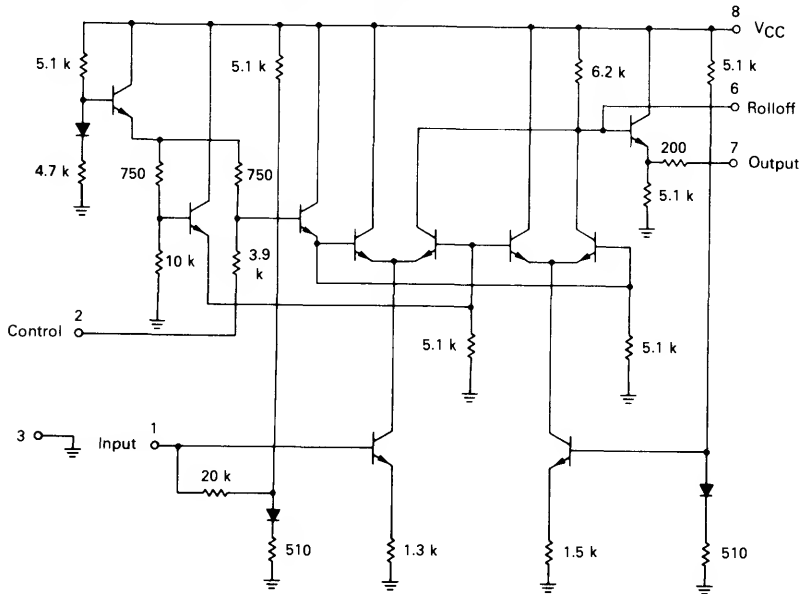 8
VCC
5.1 k
5.1 k
6.2 k
5.1 k
6
Rolloff
200
7
Output
4.7 k
750
750
5.1 k
10 k
3.9
k
2
Control
5.1 k
5.1 k
3
1
Input
20 k
510
1.3 k
1.5 k
510